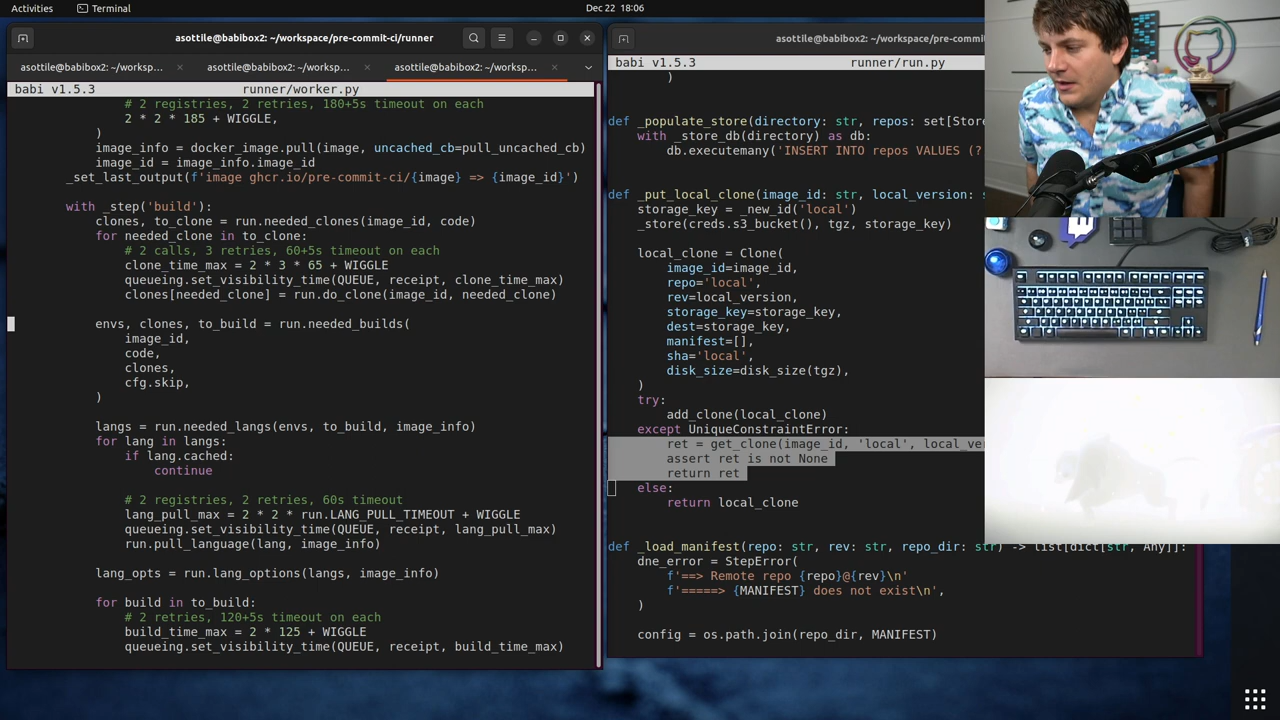 Activities
Terminal
Dec 22 18:06
asottile@babibox2: ~/workspace/pre-commit-ci/runner
asottile@babibox2: ~/worksp…
asottile@babibox2: ~/worksp…
asottile@babibox2: ~/worksp…
babi v1.5.3 runner/worker.py
# 2 registries, 2 retries, 180+5s timeout on each
2 * 2 * 185 + WIGGLE,
)
image_info = docker_image.pull(image, uncached_cb=pull_uncached_cb)
image_id = image_info.image_id
_set_last_output(f'image ghcr.io/pre-commit-ci/{image} => {image_id}')
with _step('build'):
clones, to_clone = run.needed_clones(image_id, code)
for needed_clone in to_clone:
# 2 calls, 3 retries, 60+5s timeout on each
clone_time_max = 2 * 3 * 65 + WIGGLE
queueing.set_visibility_time(QUEUE, receipt, clone_time_max)
clones[needed_clone] = run.do_clone(image_id, needed_clone)
envs, clones, to_build = run.needed_builds(
image_id,
code,
clones,
cfg.skip,
)
langs = run.needed_langs(envs, to_build, image_info)
for lang in langs:
if lang.cached:
continue
# 2 registries, 2 retries, 60s timeout
lang_pull_max = 2 * 2 * run.LANG_PULL_TIMEOUT + WIGGLE
queueing.set_visibility_time(QUEUE, receipt, lang_pull_max)
run.pull_language(lang, image_info)
lang_opts = run.lang_options(langs, image_info)
for build in to_build:
# 2 retries, 120+5s timeout on each
build_time_max = 2 * 125 + WIGGLE
queueing.set_visibility_time(QUEUE, receipt, build_time_max)
asottile@babibox2: ~/workspace/pre-commit
babi v1.5.3 runner/run.py
)
def _populate_store(directory: str, repos: set[Stor
with _store_db(directory) as db:
db.executemany('INSERT INTO repos VALUES (?
def _put_local_clone(image_id: str, local_version: s
storage_key = _new_id('local')
_store(creds.s3_bucket(), tgz, storage_key)
local_clone = Clone(
image_id=image_id,
repo='local',
rev=local_version,
storage_key=storage_key,
dest=storage_key,
manifest=[],
sha='local',
disk_size=disk_size(tgz),
)
try:
add_clone(local_clone)
except UniqueConstraintError:
ret = get_clone(image_id, 'local', local_ver
assert ret is not None
return ret
else:
return local_clone
def _load_manifest(repo: str, rev: str, repo_dir: str) -> list[dict[str, Any]]:
dne_error = StepError(
f'==> Remote repo {repo}@{rev}\n'
f'=====> {MANIFEST} does not exist\n',
)
config = os.path.join(repo_dir, MANIFEST)